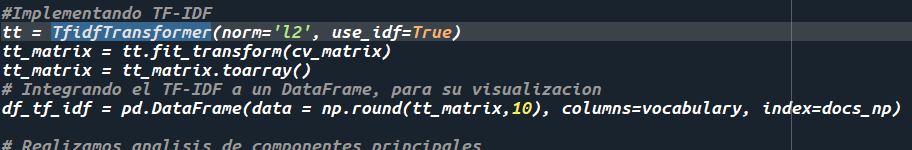 #Implementando TF-IDF
tt = TfidfTransformer(norm='l2', use_idf=True)
tt_matrix = tt.fit_transform(cv_matrix)
tt_matrix = tt_matrix.toarray()
# Integrando el TF-IDF a un DataFrame, para su visualizacion
df_tf_idf = pd.DataFrame(data = np.round(tt_matrix,10), columns=vocabulary, index=docs_np)
# Realizamos analisis de componentes principales